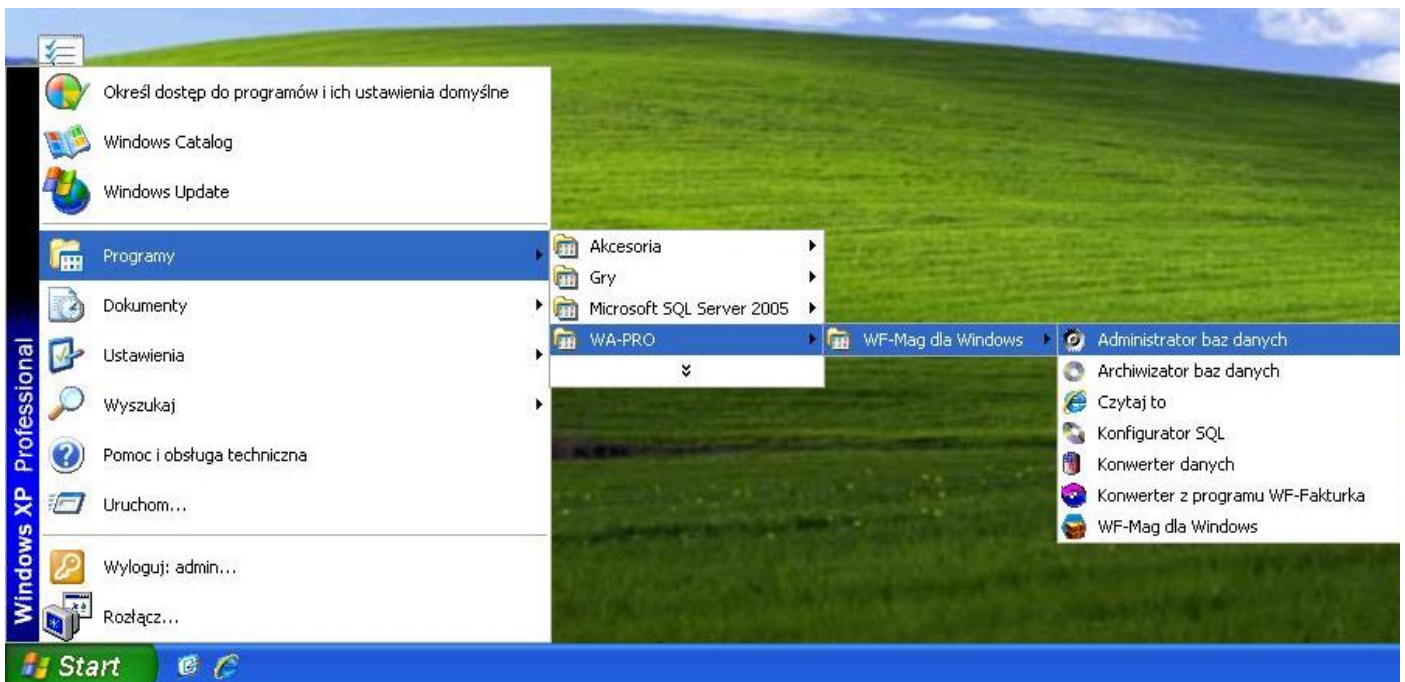 Określ dostęp do programów i ich ustawienia domyślne
Windows Catalog
Windows Update
Programy
Dokumenty
Ustawienia
Wyszukaj
Pomoc i obsługa techniczna
Uruchom...
Wyloguj: admin...
Rozłącz...
Windows XP Professional
Akcesoria
Gry
Microsoft SQL Server 2005
WA-PRO
WF-Mag dla Windows
Administrator baz danych
Archiwizator baz danych
Czytaj to
Konfigurator SQL
Konwerter danych
Konwerter z programu WF-Fakturka
WF-Mag dla Windows
Start